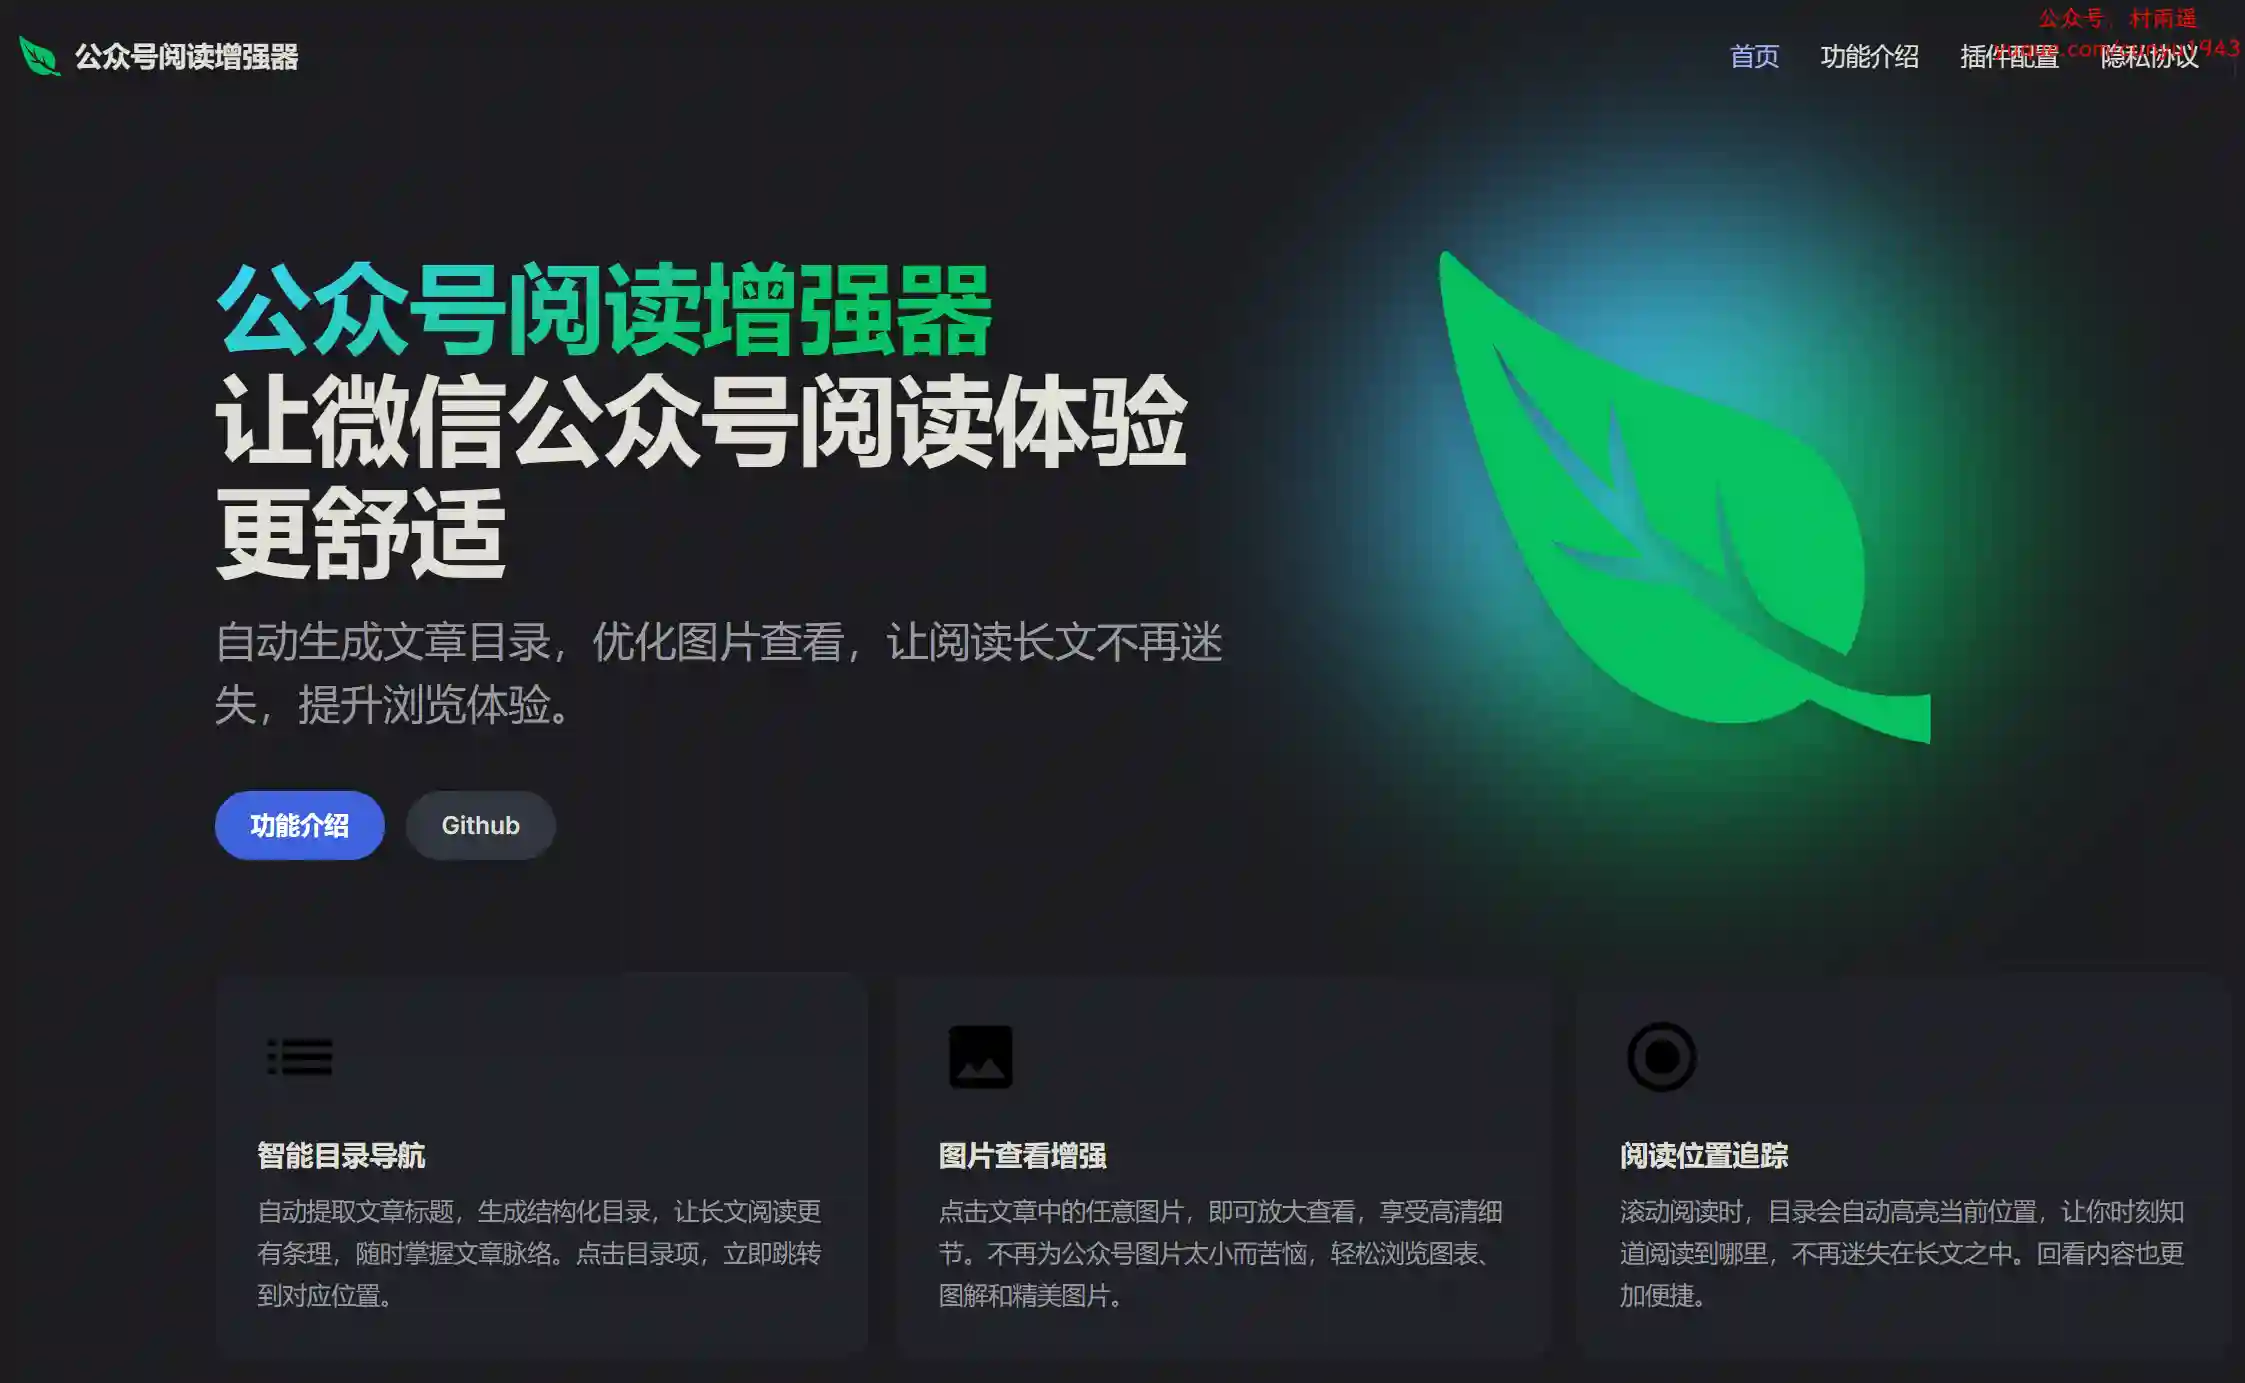 公众号阅读增强器
首页
功能介绍
插件配置
隐私协议
公众号：村雨遥
yuque.com/cunyu1943
公众号阅读增强器
让微信公众号阅读体验
更舒适
自动生成文章目录，优化图片查看，让阅读长文不再迷
失，提升浏览体验。
功能介绍
Github
智能目录导航
自动提取文章标题，生成结构化目录，让长文阅读更
有条理，随时掌握文章脉络。点击目录项，立即跳转
到对应位置。
图片查看增强
点击文章中的任意图片，即可放大查看，享受高清细
节。不再为公众号图片太小而苦恼，轻松浏览图表、
图解和精美图片。
阅读位置追踪
滚动阅读时，目录会自动高亮当前位置，让你时刻知
道阅读到哪里，不再迷失在长文之中。回看内容也更
加便捷。